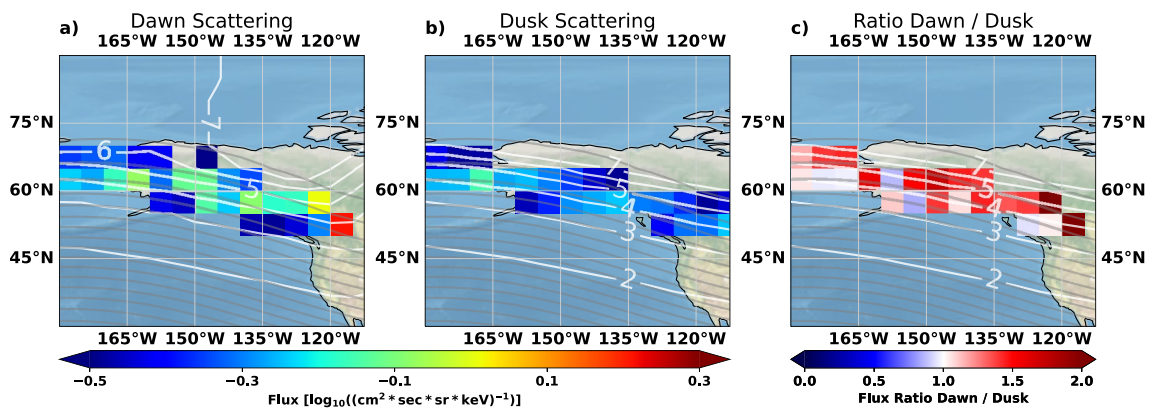 a) Dawn Scattering
165°W 150°W 135°W 120°W
6
7
5
b) Dusk Scattering
165°W 150°W 135°W 120°W
7
5
4
3
2
c) Ratio Dawn / Dusk
165°W 150°W 135°W 120°W
7
5
4
3
2
75°N 75°N 75°N
60°N 60°N 60°N
45°N 45°N 45°N
165°W 150°W 135°W 120°W
165°W 150°W 135°W 120°W
165°W 150°W 135°W 120°W
−0.5 −0.3 −0.1 0.1 0.3
Flux [log₁₀((cm² * sec * sr * keV)⁻¹)]
0.0 0.5 1.0 1.5 2.0
Flux Ratio Dawn / Dusk